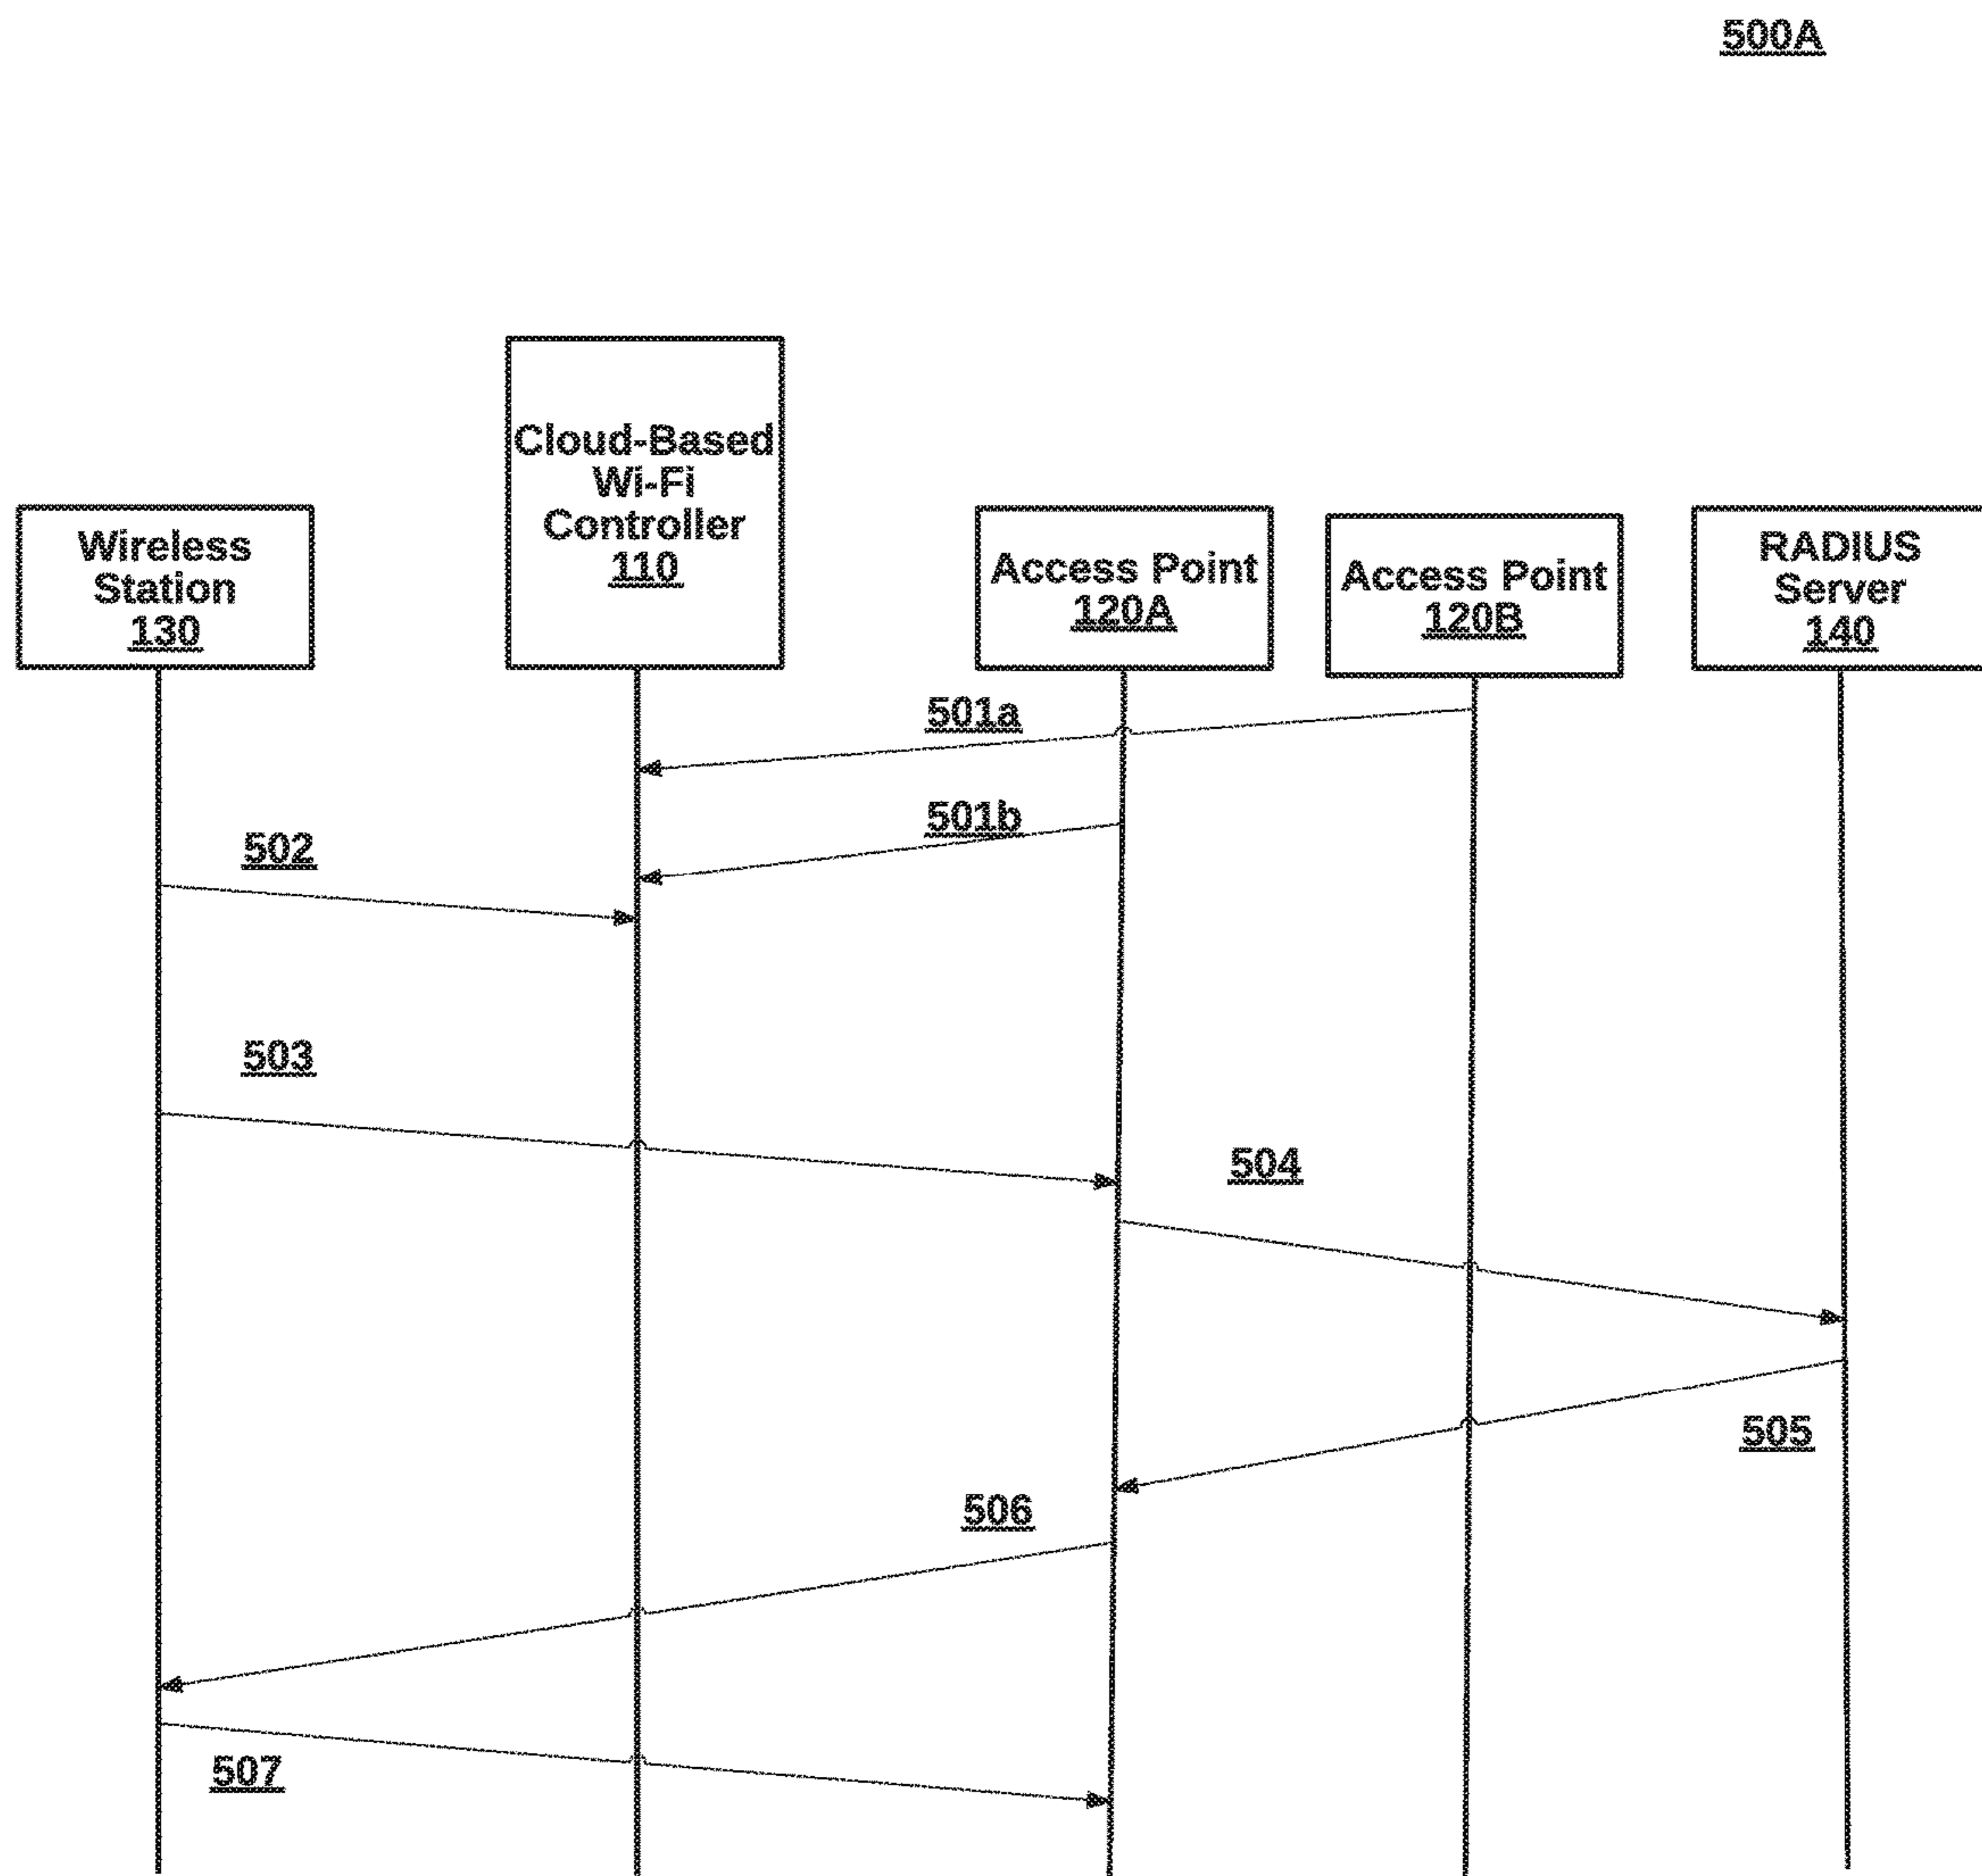 500A
Cloud-Based
Wi-Fi
Controller
110
Wireless
Station
130
Access Point
120A
Access Point
120B
RADIUS
Server
140
501a
501b
502
503
504
505
506
507